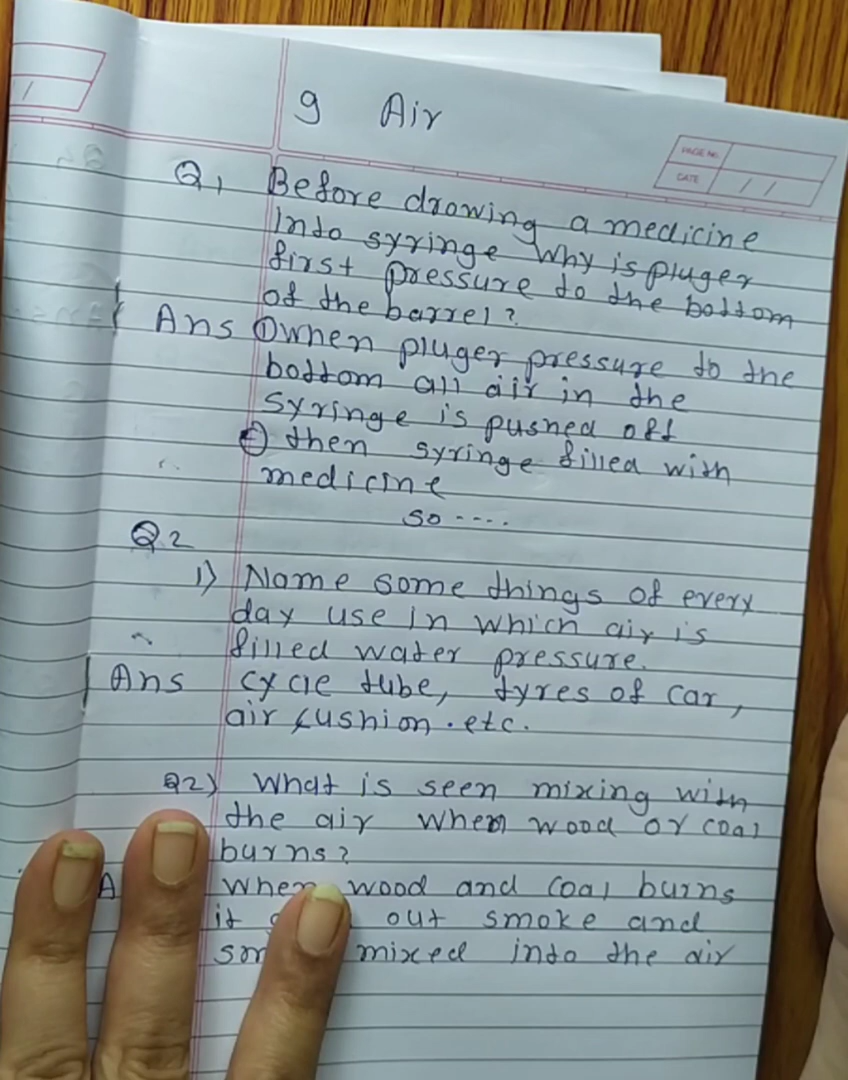 9 Air
PAGE No.
DATE / /
/
Q1 Before drowing a medicine
Into syringe Why is pluger
first pressure to the bottom
of the barrel?
Ans ① when pluger pressure to the
bottom all air in the
syringe is pushed off
② then syringe filled with
medicine
so ----.
Q2
1) Name some things of every
day use in which air is
filled water pressure.
Ans cycle tube, tyres of car,
air cushion . etc.
Q2) What is seen mixing with
the air when wood or coal
burns?
A When wood and coal burns
it out smoke and
mixed into the air